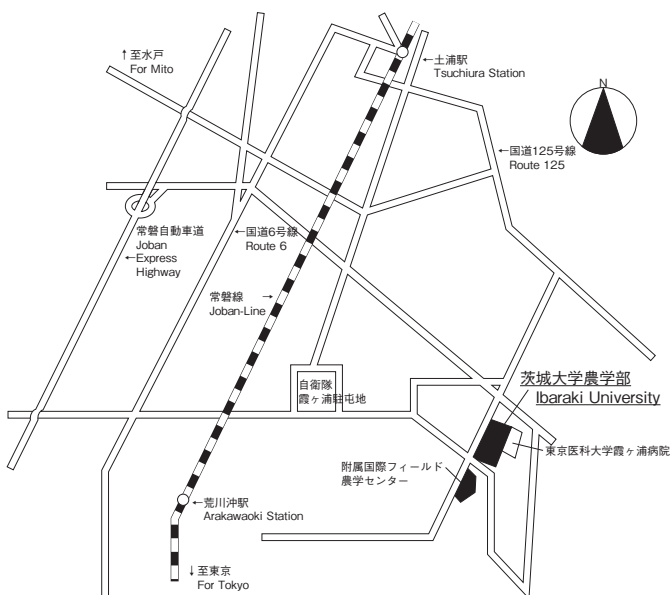 ↑至水戸
For Mito
←土浦駅
Tsuchiura Station
N
←国道125号線
Route 125
常磐自動車道
Joban
←Express
Highway
←国道6号線
Route 6
常磐線 →
Joban-Line
自衛隊
霞ヶ浦駐屯地
茨城大学農学部
Ibaraki University
東京医科大学霞ヶ浦病院
附属国際フィールド
農学センター
←荒川沖駅
Arakawaoki Station
↓至東京
For Tokyo